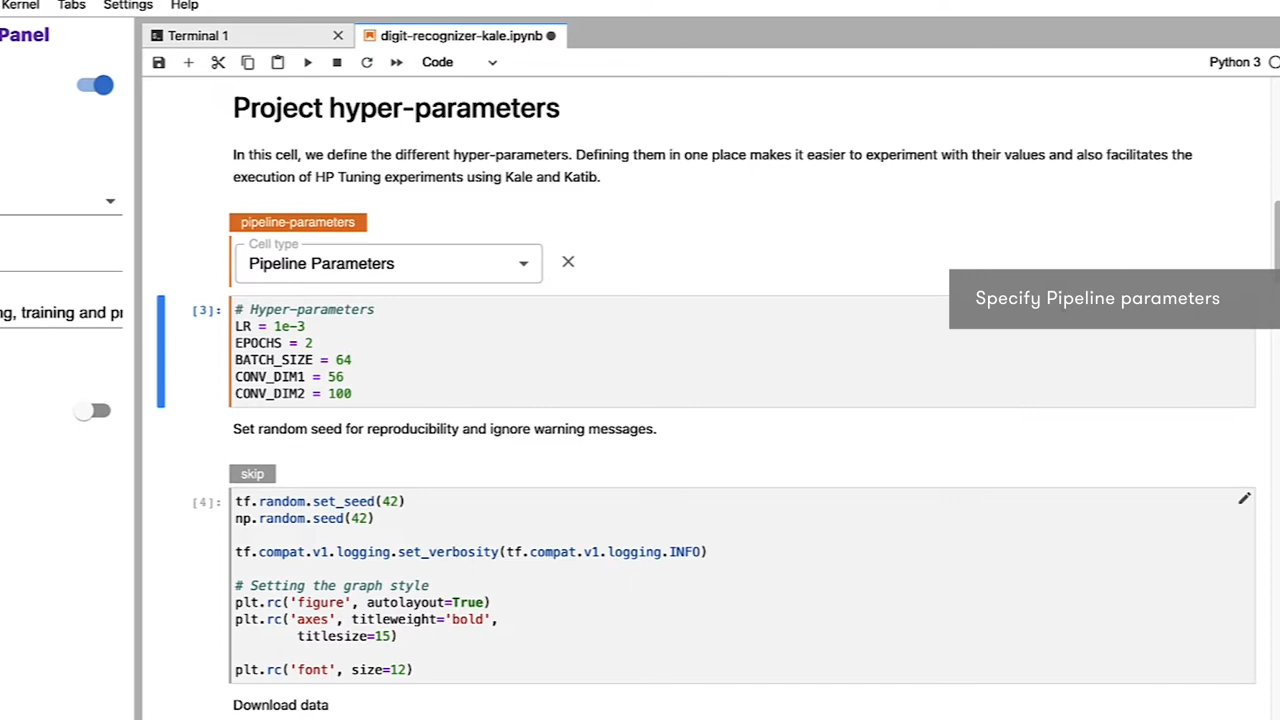 Kernel Tabs Settings Help
Panel
Terminal 1
digit-recognizer-kale.ipynb
Code
Python 3
Project hyper-parameters
In this cell, we define the different hyper-parameters. Defining them in one place makes it easier to experiment with their values and also facilitates the
execution of HP Tuning experiments using Kale and Katib.
pipeline-parameters
Cell type
Pipeline Parameters
Specify Pipeline parameters
ng, training and pr
[3]:
# Hyper-parameters
LR = 1e-3
EPOCHS = 2
BATCH_SIZE = 64
CONV_DIM1 = 56
CONV_DIM2 = 100
Set random seed for reproducibility and ignore warning messages.
skip
[4]:
tf.random.set_seed(42)
np.random.seed(42)
tf.compat.v1.logging.set_verbosity(tf.compat.v1.logging.INFO)
# Setting the graph style
plt.rc('figure', autolayout=True)
plt.rc('axes', titleweight='bold',
titlesize=15)
plt.rc('font', size=12)
Download data